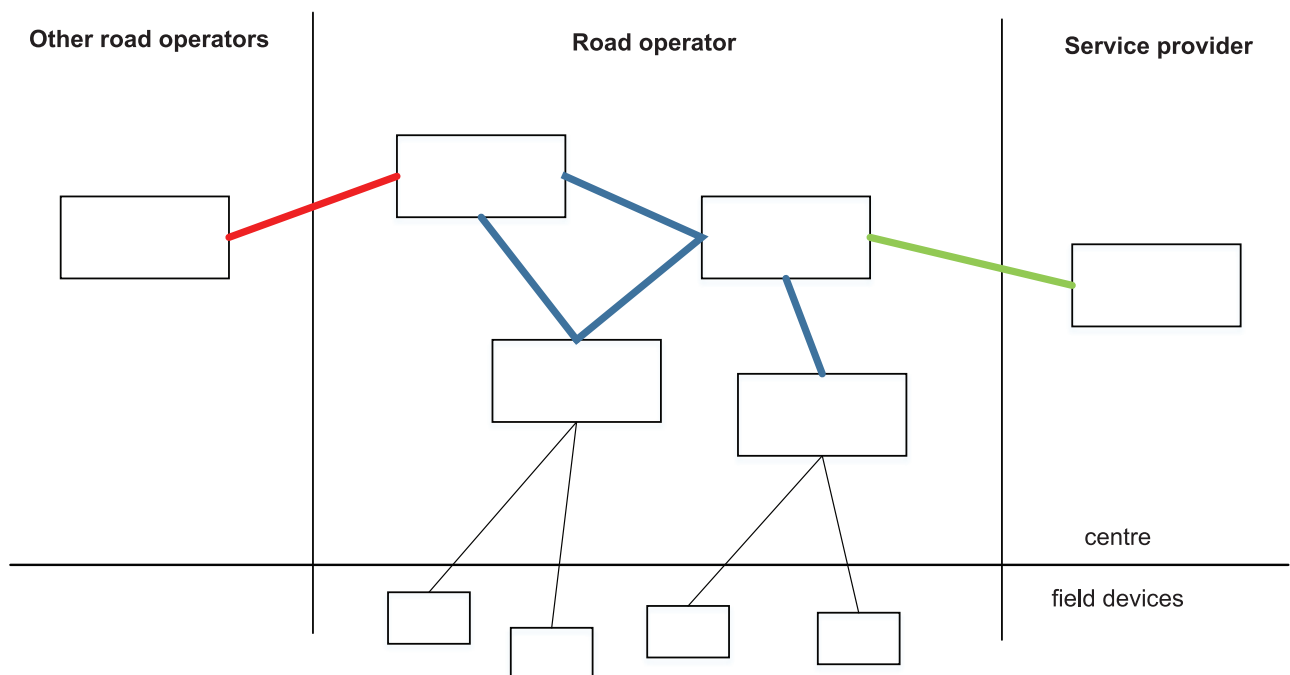 Other road operators
Road operator
Service provider
centre
field devices